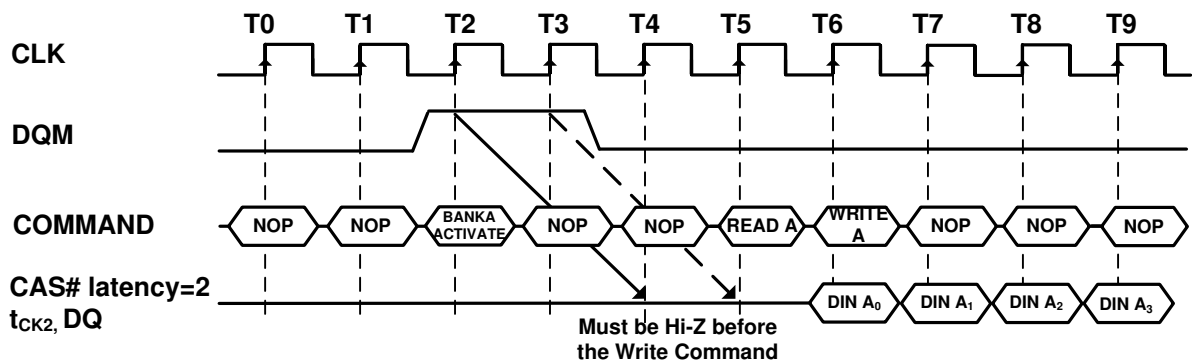 T0 T1 T2 T3 T4 T5 T6 T7 T8 T9
CLK
DQM
COMMAND NOP NOP BANKA ACTIVATE NOP NOP READ A WRITE A NOP NOP NOP
CAS# latency=2
tCK2, DQ DIN A0 DIN A1 DIN A2 DIN A3
Must be Hi-Z before
the Write Command